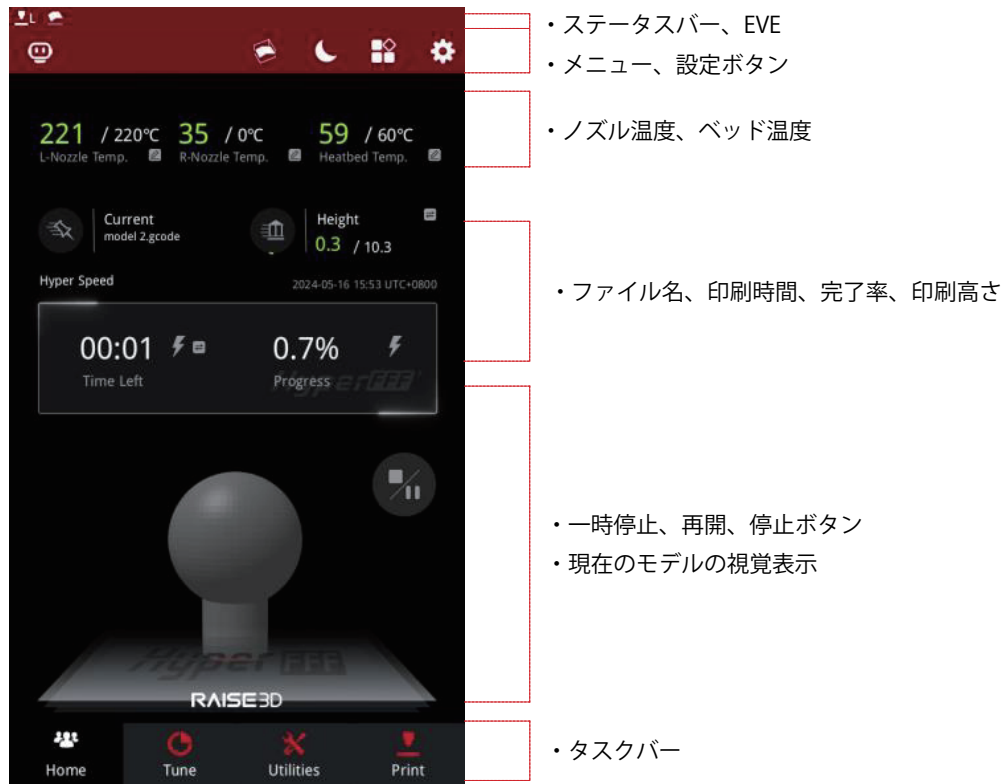 L
・ステータスバー、EVE
・メニュー、設定ボタン
221 / 220℃ 35 / 0℃ 59 / 60℃
L-Nozzle Temp. R-Nozzle Temp. Heatbed Temp.
・ノズル温度、ベッド温度
Current
model 2.gcode
Height
0.3 / 10.3
Hyper Speed 2024-05-16 15:53 UTC+0800
・ファイル名、印刷時間、完了率、印刷高さ
00:01 0.7%
Time Left Progress
HyperFFF
・一時停止、再開、停止ボタン
・現在のモデルの視覚表示
Hyper FFF
RAISE3D
Home Tune Utilities Print
・タスクバー